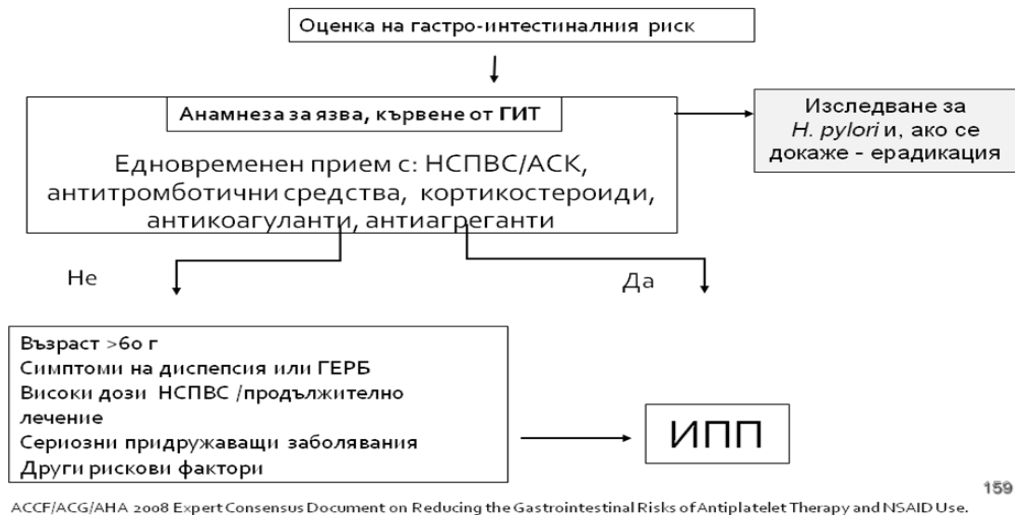 Оценка на гастро-интестиналния риск
Анамнеза за язва, кървене от ГИТ
Едновременен прием с: НСПВС/АСК,
антитромботични средства, кортикостероиди,
антикоагуланти, антиагреганти
Изследване за
H. pylori и, ако се
докаже - ерадикация
Не
Да
Възраст >60 г
Симптоми на диспепсия или ГЕРБ
Високи дози НСПВС /продължително
лечение
Сериозни придружаващи заболявания
Други рискови фактори
ИПП
159
ACCF/ACG/AHA 2008 Expert Consensus Document on Reducing the Gastrointestinal Risks of Antiplatelet Therapy and NSAID Use.